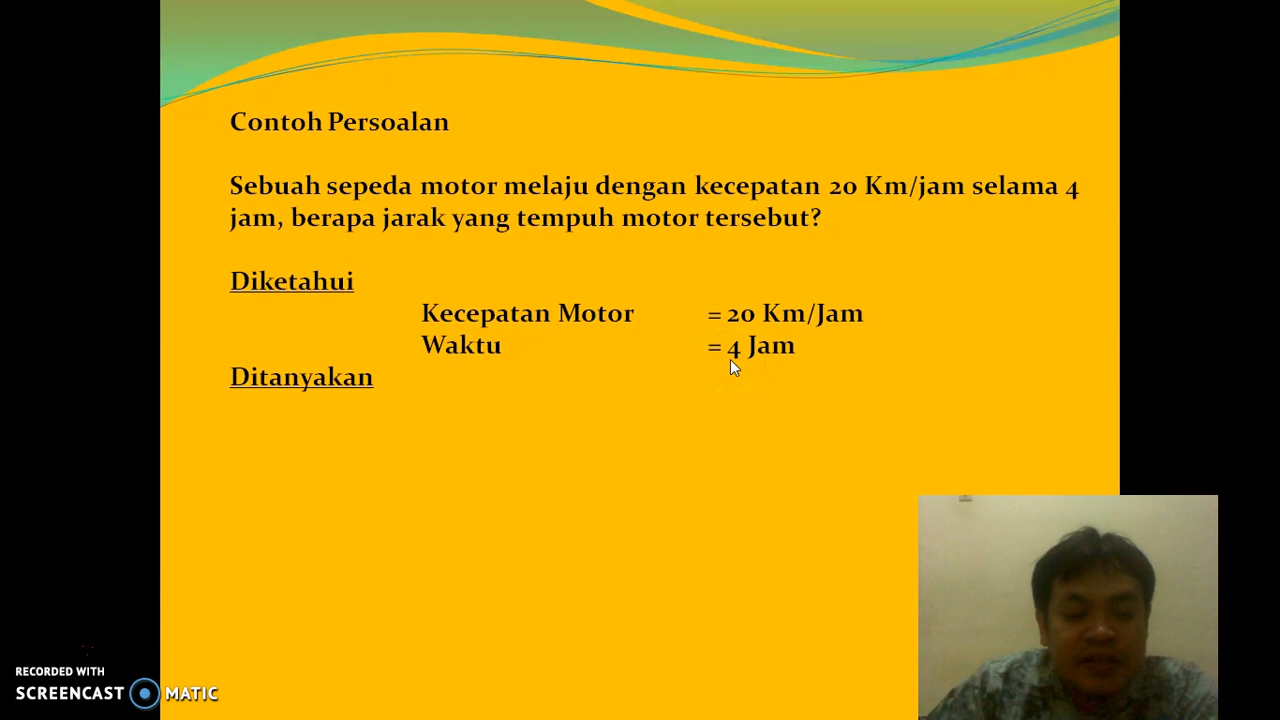 Contoh Persoalan
Sebuah sepeda motor melaju dengan kecepatan 20 Km/jam selama 4
jam, berapa jarak yang tempuh motor tersebut?
Diketahui
Kecepatan Motor = 20 Km/Jam
Waktu = 4 Jam
Ditanyakan
RECORDED WITH
SCREENCAST MATIC